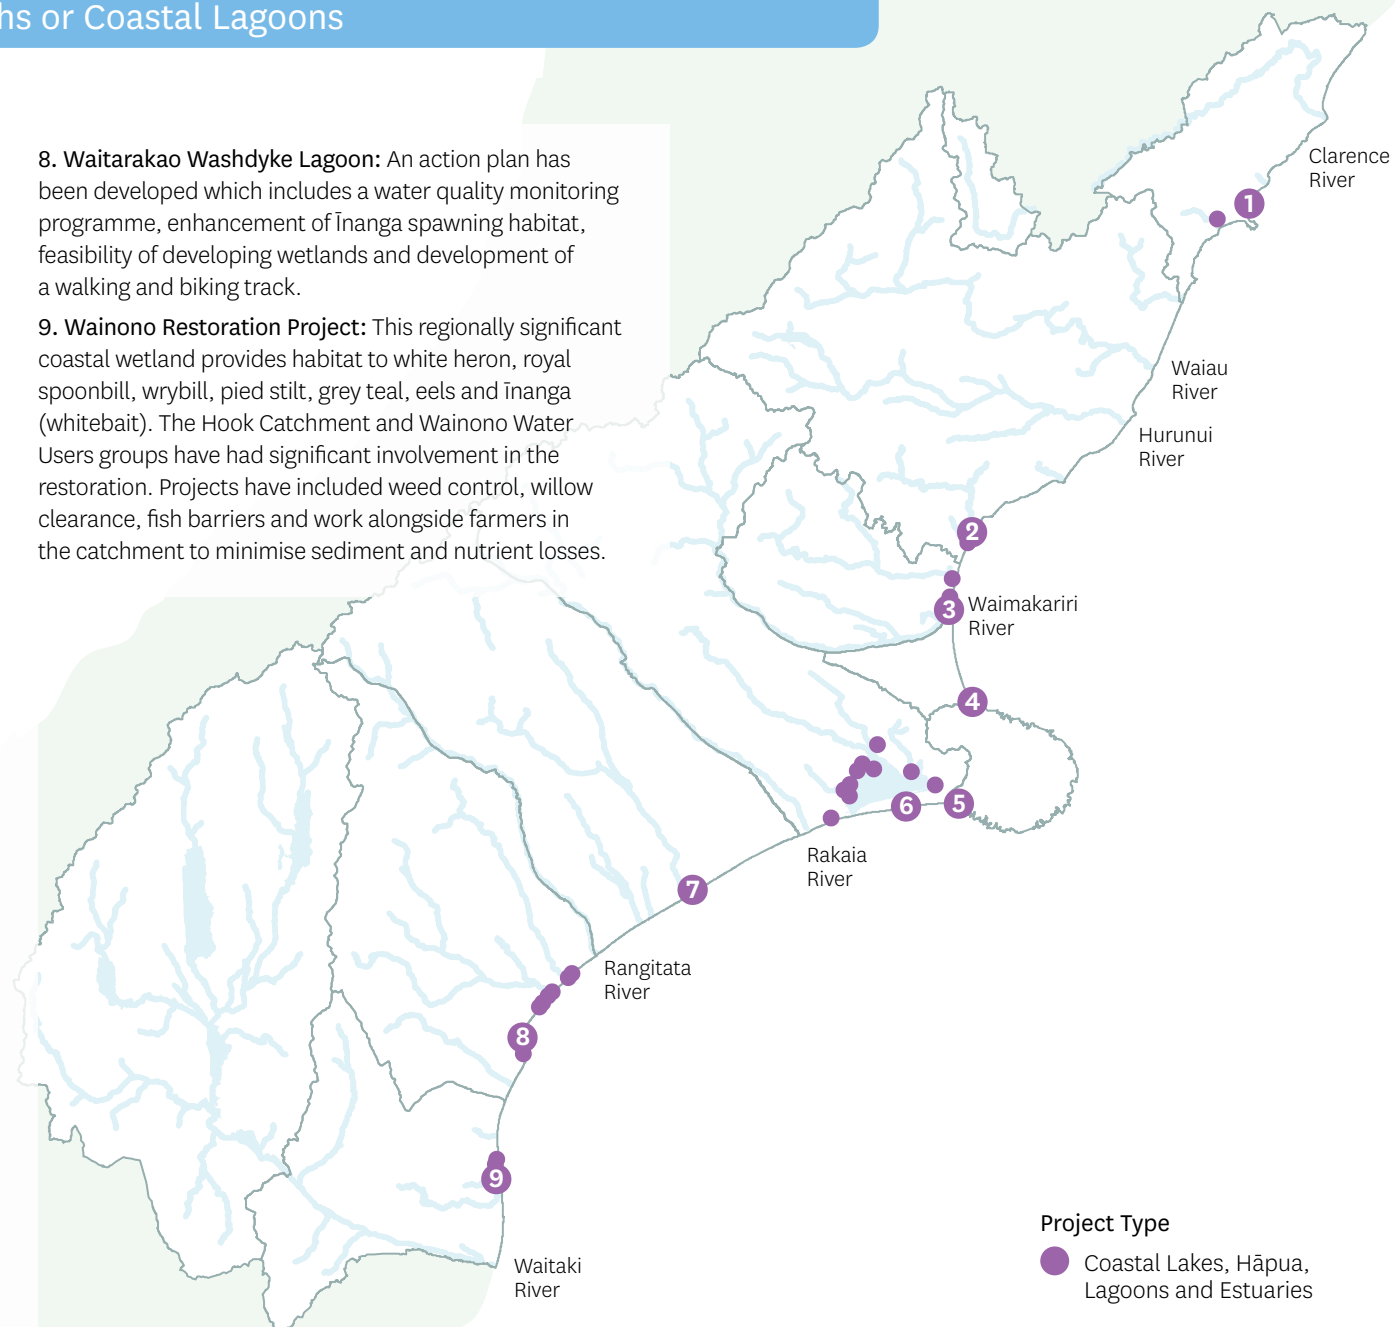 hs or Coastal Lagoons
8. Waitarakao Washdyke Lagoon: An action plan has
been developed which includes a water quality monitoring
programme, enhancement of Īnanga spawning habitat,
feasibility of developing wetlands and development of
a walking and biking track.
9. Wainono Restoration Project: This regionally significant
coastal wetland provides habitat to white heron, royal
spoonbill, wrybill, pied stilt, grey teal, eels and īnanga
(whitebait). The Hook Catchment and Wainono Water
Users groups have had significant involvement in the
restoration. Projects have included weed control, willow
clearance, fish barriers and work alongside farmers in
the catchment to minimise sediment and nutrient losses.
Clarence
River
1
Waiau
River
Hurunui
River
2
3
Waimakariri
River
4
5
6
Rakaia
River
7
Rangitata
River
8
9
Waitaki
River
Project Type
Coastal Lakes, Hāpua,
Lagoons and Estuaries